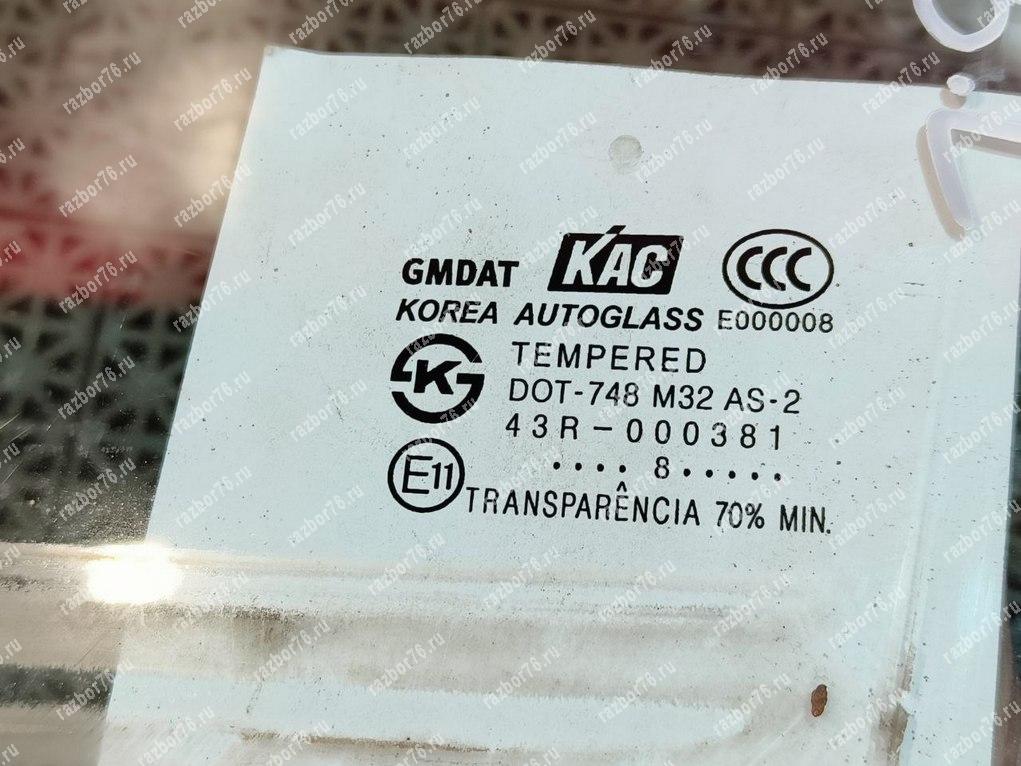 GMDAT KAC CCC
KOREA AUTOGLASS E000008
K TEMPERED
DOT-748 M32 AS-2
43R-000381
E11 ....8.....
TRANSPARÊNCIA 70% MIN.
razbor76.ru